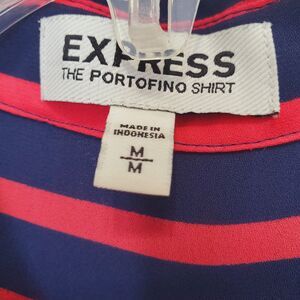 EXPRESS
THE PORTOFINO SHIRT
MADE IN
INDONESIA
M
M